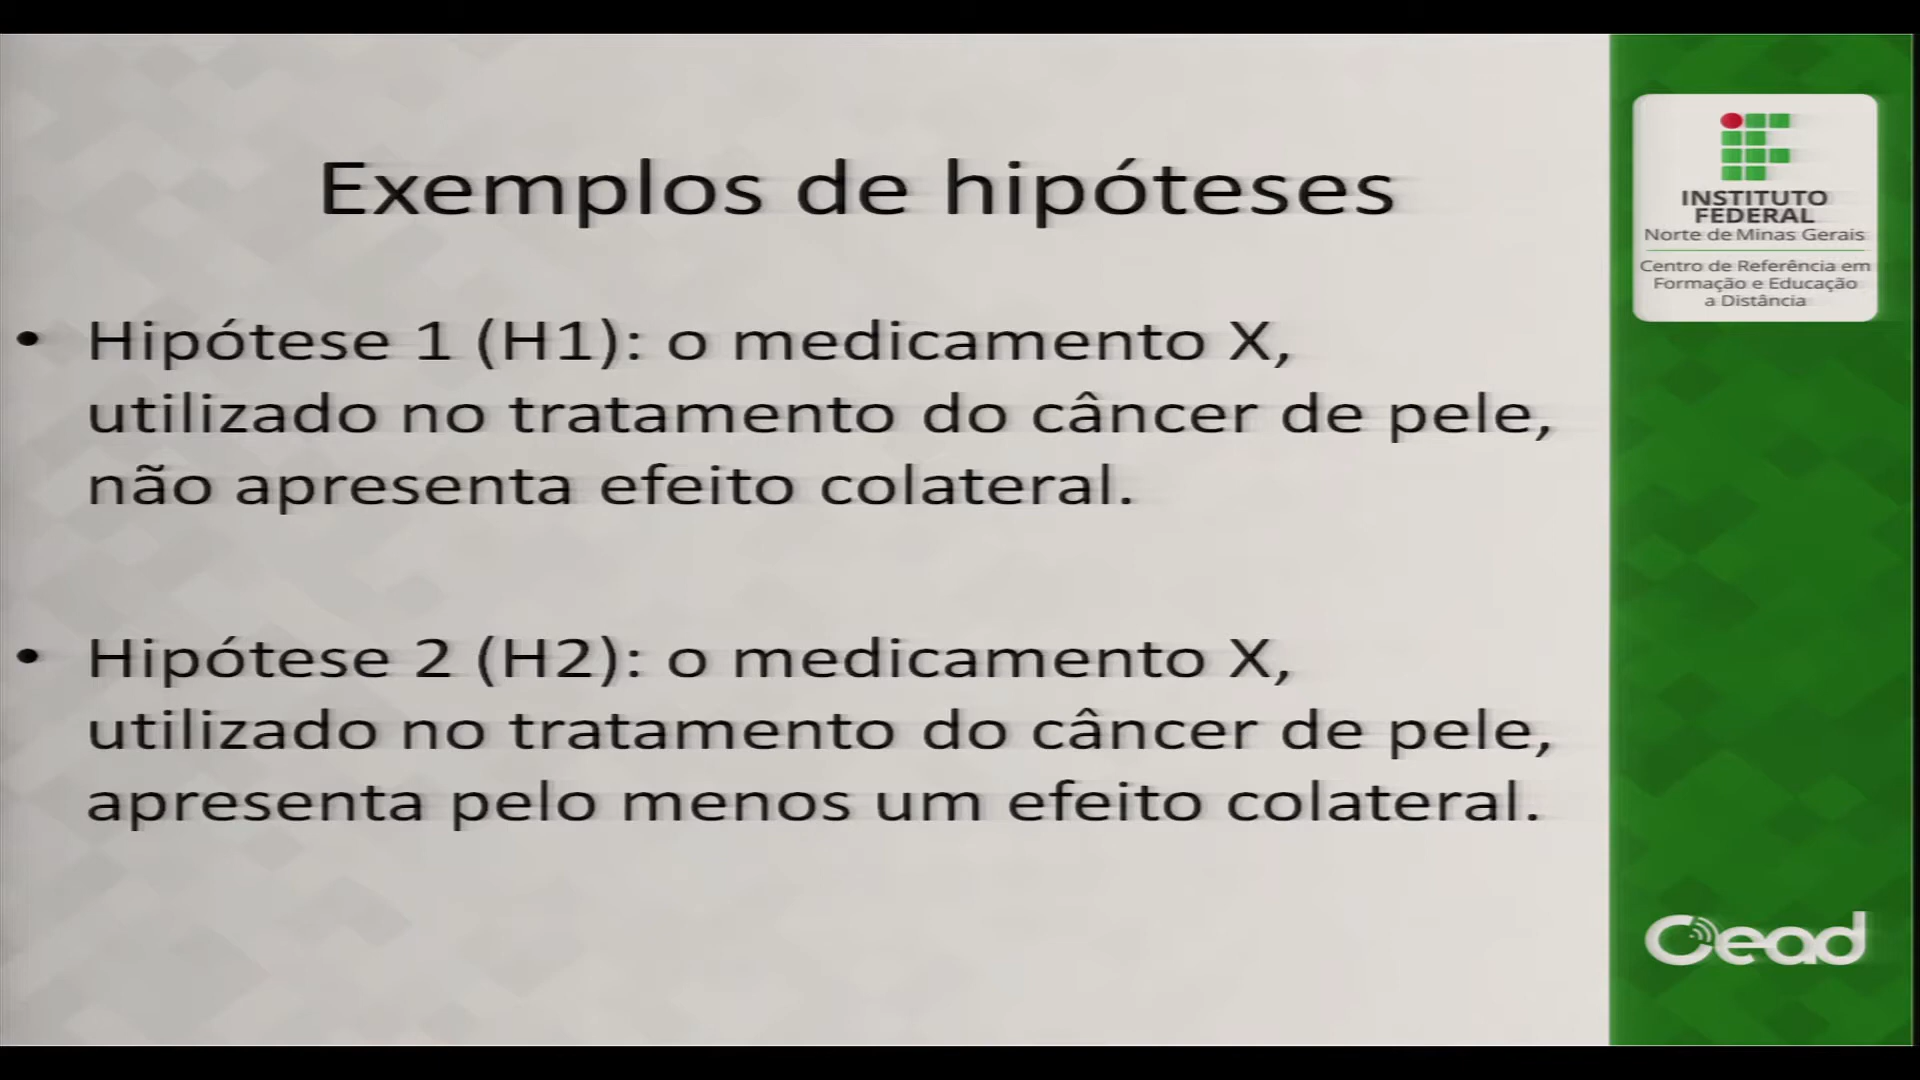 Exemplos de hipóteses
• Hipótese 1 (H1): o medicamento X,
utilizado no tratamento do câncer de pele,
não apresenta efeito colateral.
• Hipótese 2 (H2): o medicamento X,
utilizado no tratamento do câncer de pele,
apresenta pelo menos um efeito colateral.
INSTITUTO
FEDERAL
Norte de Minas Gerais
Centro de Referência em
Formação e Educação
a Distância
Cead